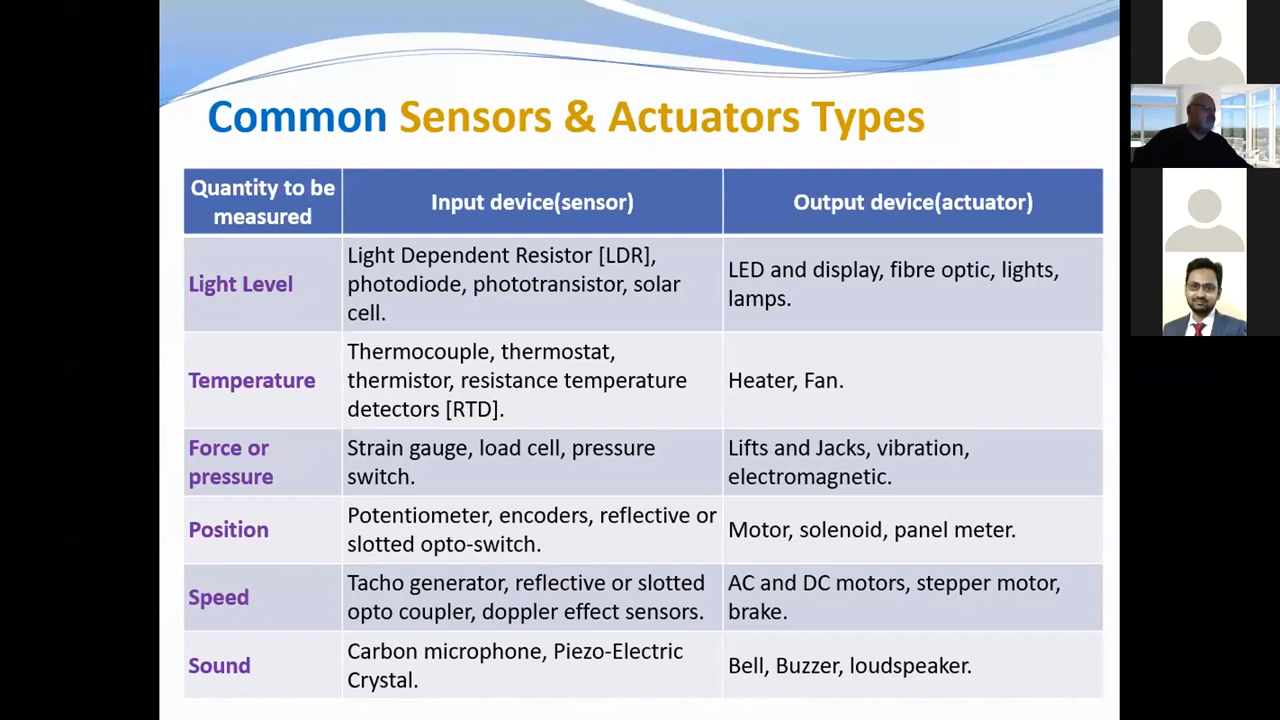 Common Sensors & Actuators Types
Quantity to be
measured
Input device(sensor)
Output device(actuator)
Light Level
Light Dependent Resistor [LDR],
photodiode, phototransistor, solar
cell.
LED and display, fibre optic, lights,
lamps.
Temperature
Thermocouple, thermostat,
thermistor, resistance temperature
detectors [RTD].
Heater, Fan.
Force or
pressure
Strain gauge, load cell, pressure
switch.
Lifts and Jacks, vibration,
electromagnetic.
Position
Potentiometer, encoders, reflective or
slotted opto-switch.
Motor, solenoid, panel meter.
Speed
Tacho generator, reflective or slotted
opto coupler, doppler effect sensors.
AC and DC motors, stepper motor,
brake.
Sound
Carbon microphone, Piezo-Electric
Crystal.
Bell, Buzzer, loudspeaker.